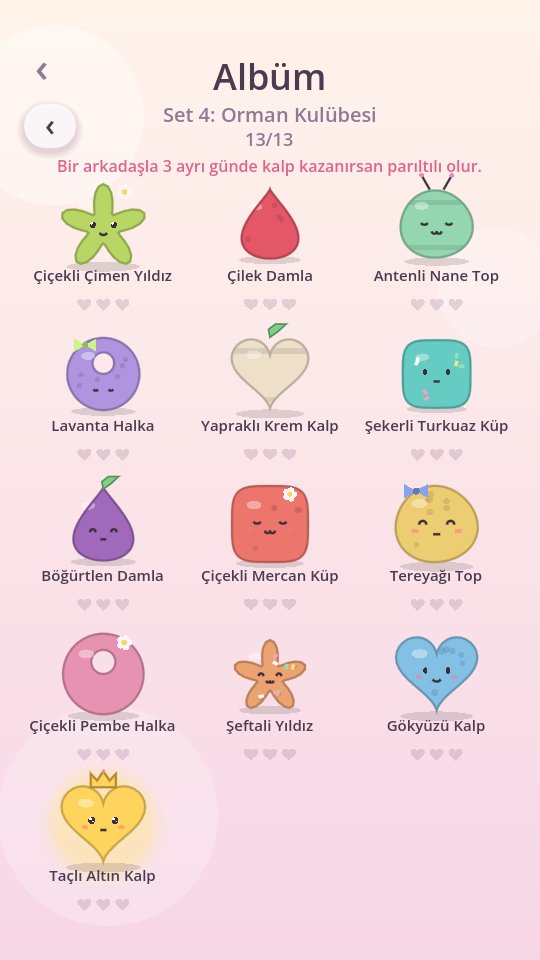 Albüm
Set 4: Orman Kulübesi
13/13
Bir arkadaşla 3 ayrı günde kalp kazanırsan parıltılı olur.
Çiçekli Çimen Yıldız
Çilek Damla
Antenli Nane Top
Lavanta Halka
Yapraklı Krem Kalp
Şekerli Turkuaz Küp
Böğürtlen Damla
Çiçekli Mercan Küp
Tereyağı Top
Çiçekli Pembe Halka
Şeftali Yıldız
Gökyüzü Kalp
Taçlı Altın Kalp